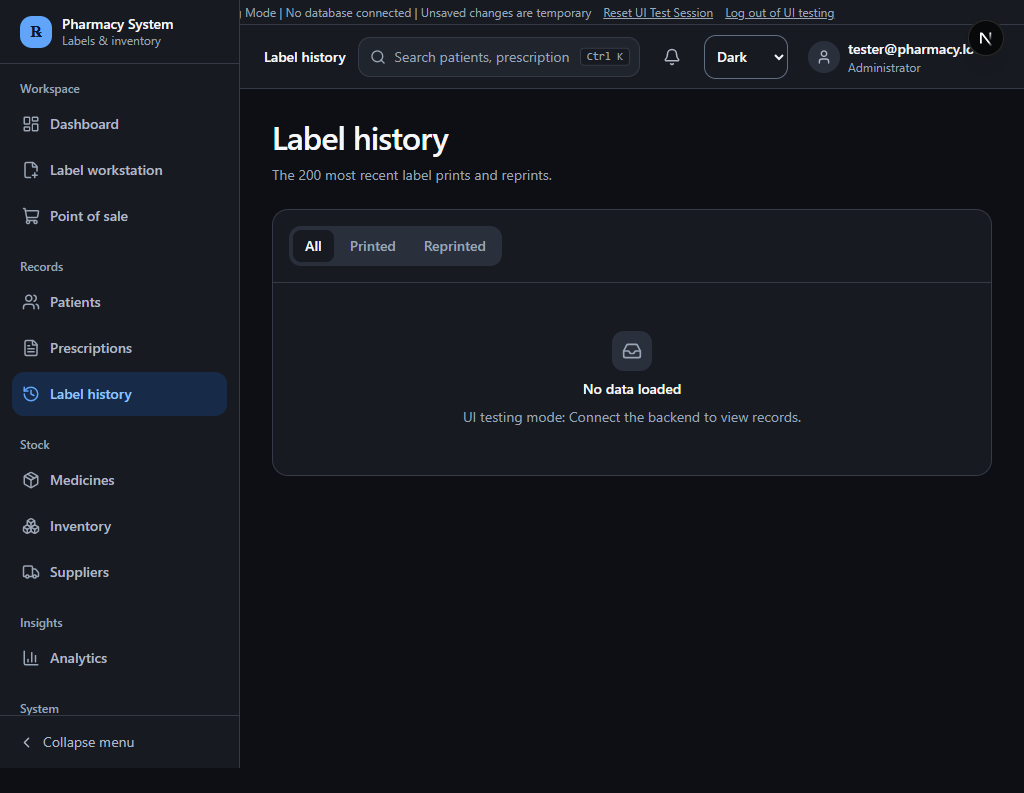 ℞
Pharmacy System
Labels & inventory
Workspace
Dashboard
Label workstation
Point of sale
Records
Patients
Prescriptions
Label history
Stock
Medicines
Inventory
Suppliers
Insights
Analytics
System
Collapse menu
Mode | No database connected | Unsaved changes are temporary Reset UI Test Session Log out of UI testing
Label history
Search patients, prescription
Ctrl K
Dark
tester@pharmacy.lo
Administrator
N
Label history
The 200 most recent label prints and reprints.
All Printed Reprinted
No data loaded
UI testing mode: Connect the backend to view records.